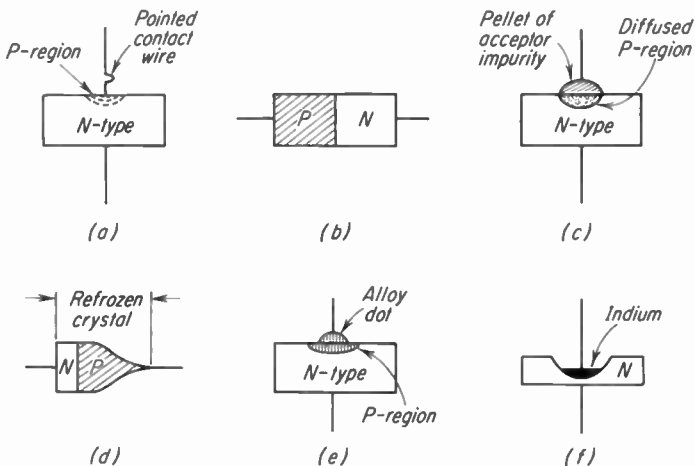 Pointed
contact
wire
P-region
N-type
(a)
P
N
(b)
Pellet of
acceptor
impurity
Diffused
P-region
N-type
(c)
Refrozen
crystal
N
P
(d)
Alloy
dot
N-type
P-region
(e)
Indium
N
(f)